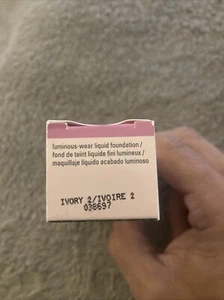 luminous-wear liquid foundation/
fond de teint liquide fini lumineux/
maquillaje líquido acabado luminoso
IVORY 2/IVOIRE 2
038697